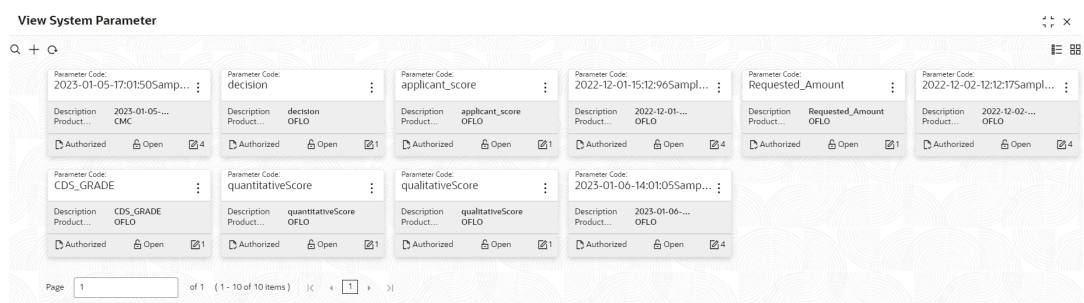 View System Parameter
Parameter Code:
2023-01-05-17:01:50Samp...
Description 2023-01-05-...
Product... CMC
Authorized Open 4
Parameter Code:
decision
Description decision
Product... OFLO
Authorized Open 1
Parameter Code:
applicant_score
Description applicant_score
Product... OFLO
Authorized Open 1
Parameter Code:
2022-12-01-15:12:96Sampl...
Description 2022-12-01-...
Product... OFLO
Authorized Open 4
Parameter Code:
Requested_Amount
Description Requested_Amount
Product... OFLO
Authorized Open 1
Parameter Code:
2022-12-02-12:12:17Sampl...
Description 2022-12-02-...
Product... OFLO
Authorized Open 4
Parameter Code:
CDS_GRADE
Description CDS_GRADE
Product... OFLO
Authorized Open 1
Parameter Code:
quantitativeScore
Description quantitativeScore
Product... OFLO
Authorized Open 1
Parameter Code:
qualitativeScore
Description qualitativeScore
Product... OFLO
Authorized Open 1
Parameter Code:
2023-01-06-14:01:05Samp...
Description 2023-01-06-...
Product... OFLO
Authorized Open 4
Page 1 of 1 (1 - 10 of 10 items) 1